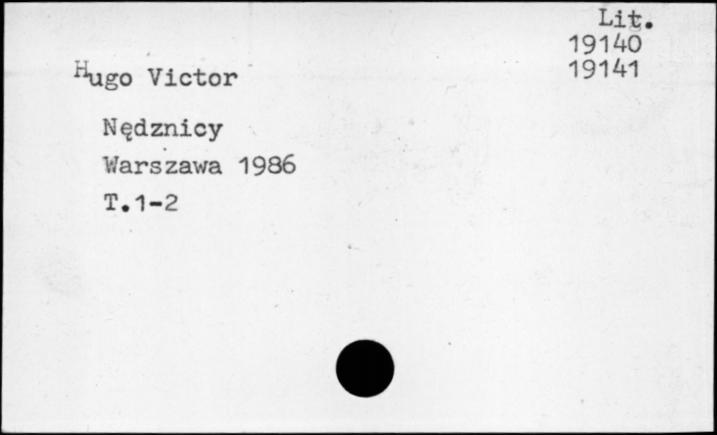 Lit.
19140
19141
Hugo Victor
Nędznicy
Warszawa 1986
T.1-2